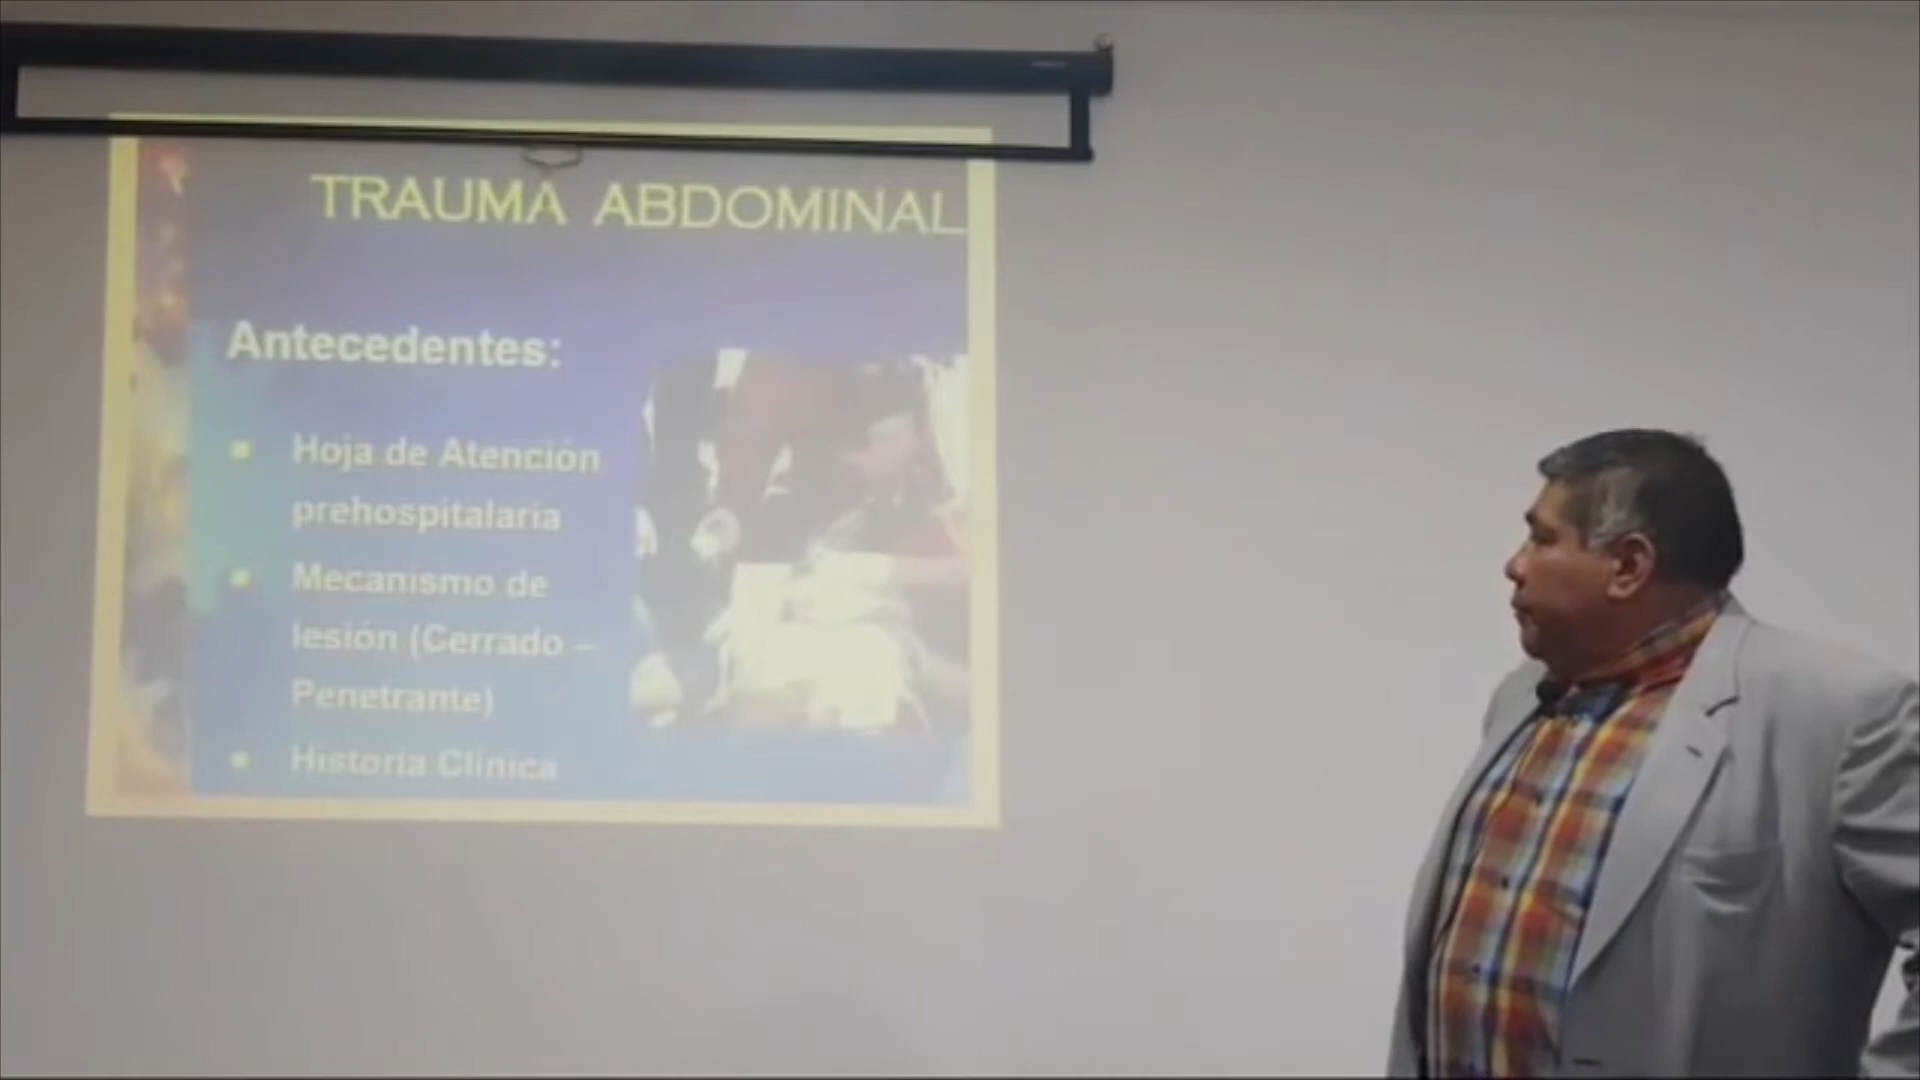 TRAUMA ABDOMINAL
Antecedentes:
Hoja de Atención
prehospitalaria
Mecanismo de
lesión (Cerrado –
Penetrante)
Historia Clínica